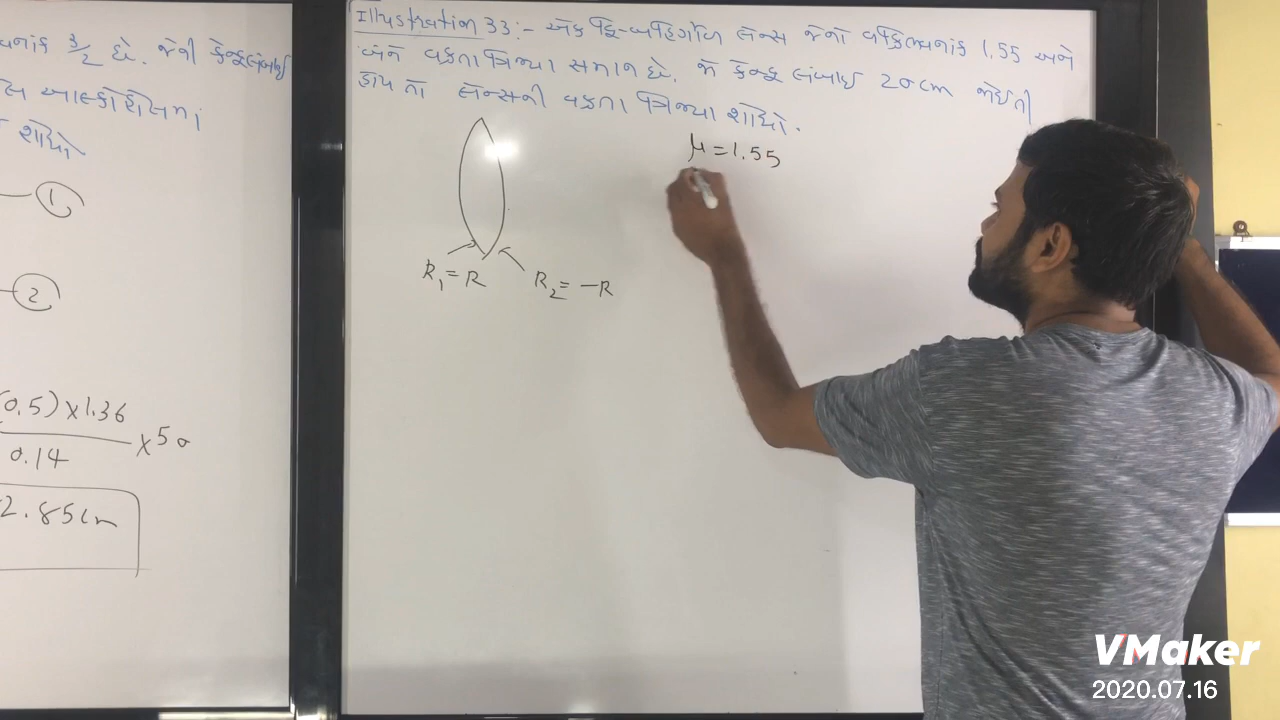 Illustration 33:- એક દ્વિ-બહિર્ગોળ લેન્સ જેનો વક્રીભવનાંક 1.55 અને
બંને વક્રતાત્રિજ્યા સમાન છે. જો કેન્દ્રલંબાઈ 20cm જોઈતી
હોય તો લેન્સની વક્રતા ત્રિજ્યા શોધો.
μ = 1.55
R₁ = R
R₂ = -R
3/2 છે. જેની કેન્દ્રલંબાઈ
શોધો
1
2
(0.5)×1.36
0.14
×50
2.85cm
VMaker
2020.07.16